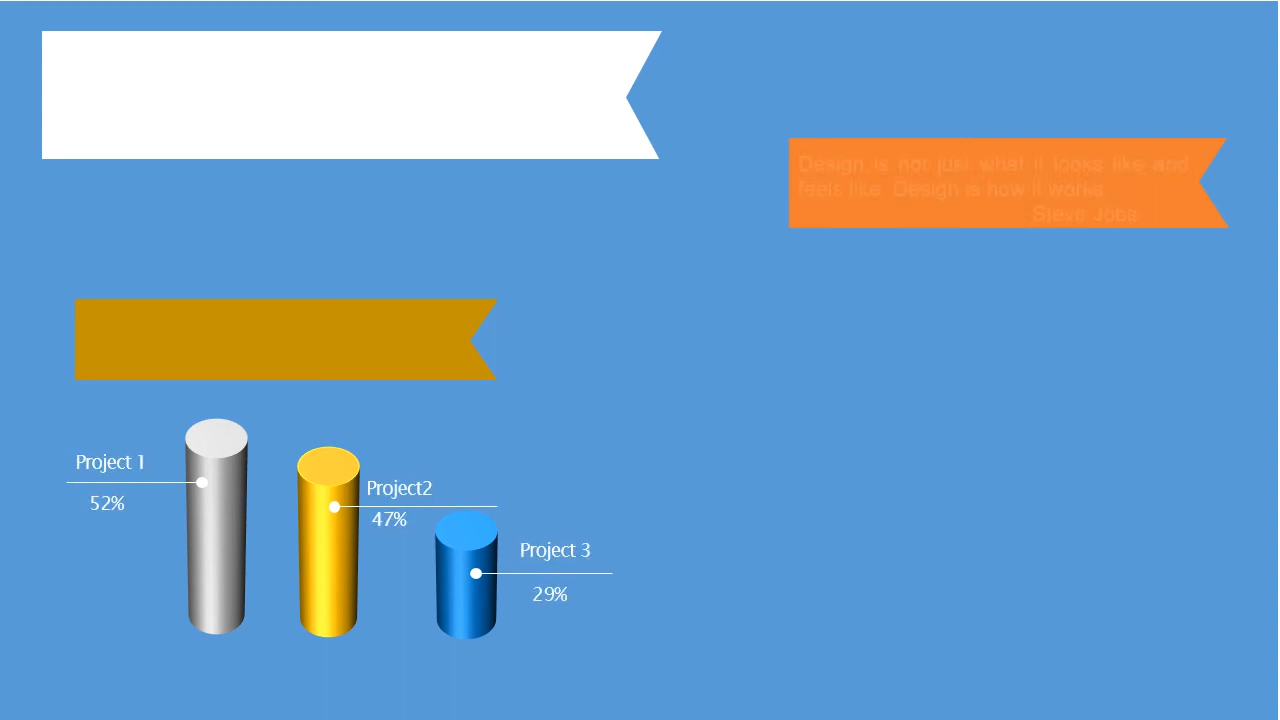 Design is not just what it looks like and
feels like. Design is how it works
Steve Jobs
Project 1
52%
Project2
47%
Project 3
29%